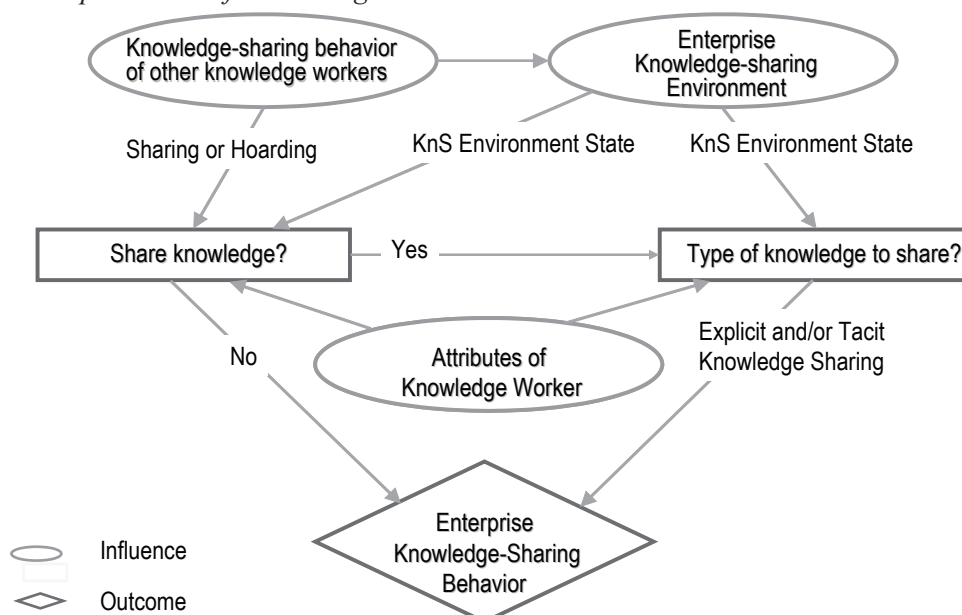 Knowledge-sharing behavior
of other knowledge workers
Enterprise
Knowledge-sharing
Environment
Sharing or Hoarding
KnS Environment State
KnS Environment State
Share knowledge?
Yes
Type of knowledge to share?
No
Attributes of
Knowledge Worker
Explicit and/or Tacit
Knowledge Sharing
Enterprise
Knowledge-Sharing
Behavior
Influence
Outcome